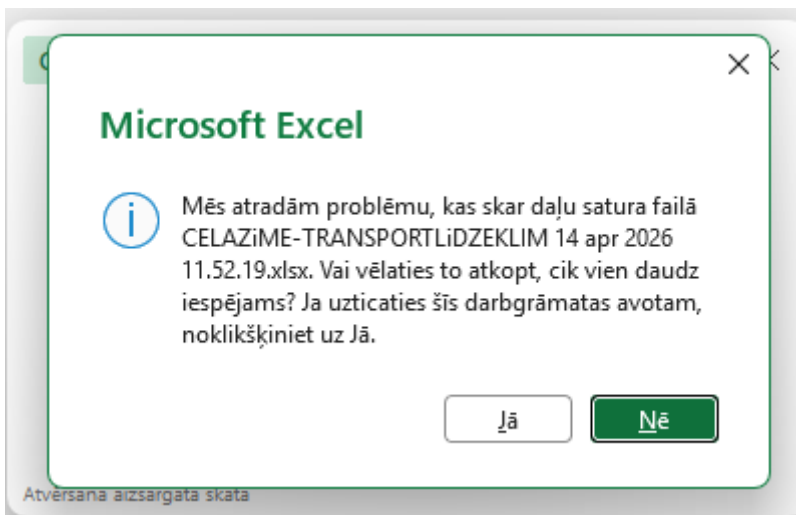 Microsoft Excel
Mēs atradām problēmu, kas skar daļu satura failā
CELAZiME-TRANSPORTLiDZEKLIM 14 apr 2026
11.52.19.xlsx. Vai vēlaties to atkopt, cik vien daudz
iespējams? Ja uzticaties šīs darbgrāmatas avotam,
noklikšķiniet uz Jā.
Jā
Nē
Atvēršana aizsargātā skatā